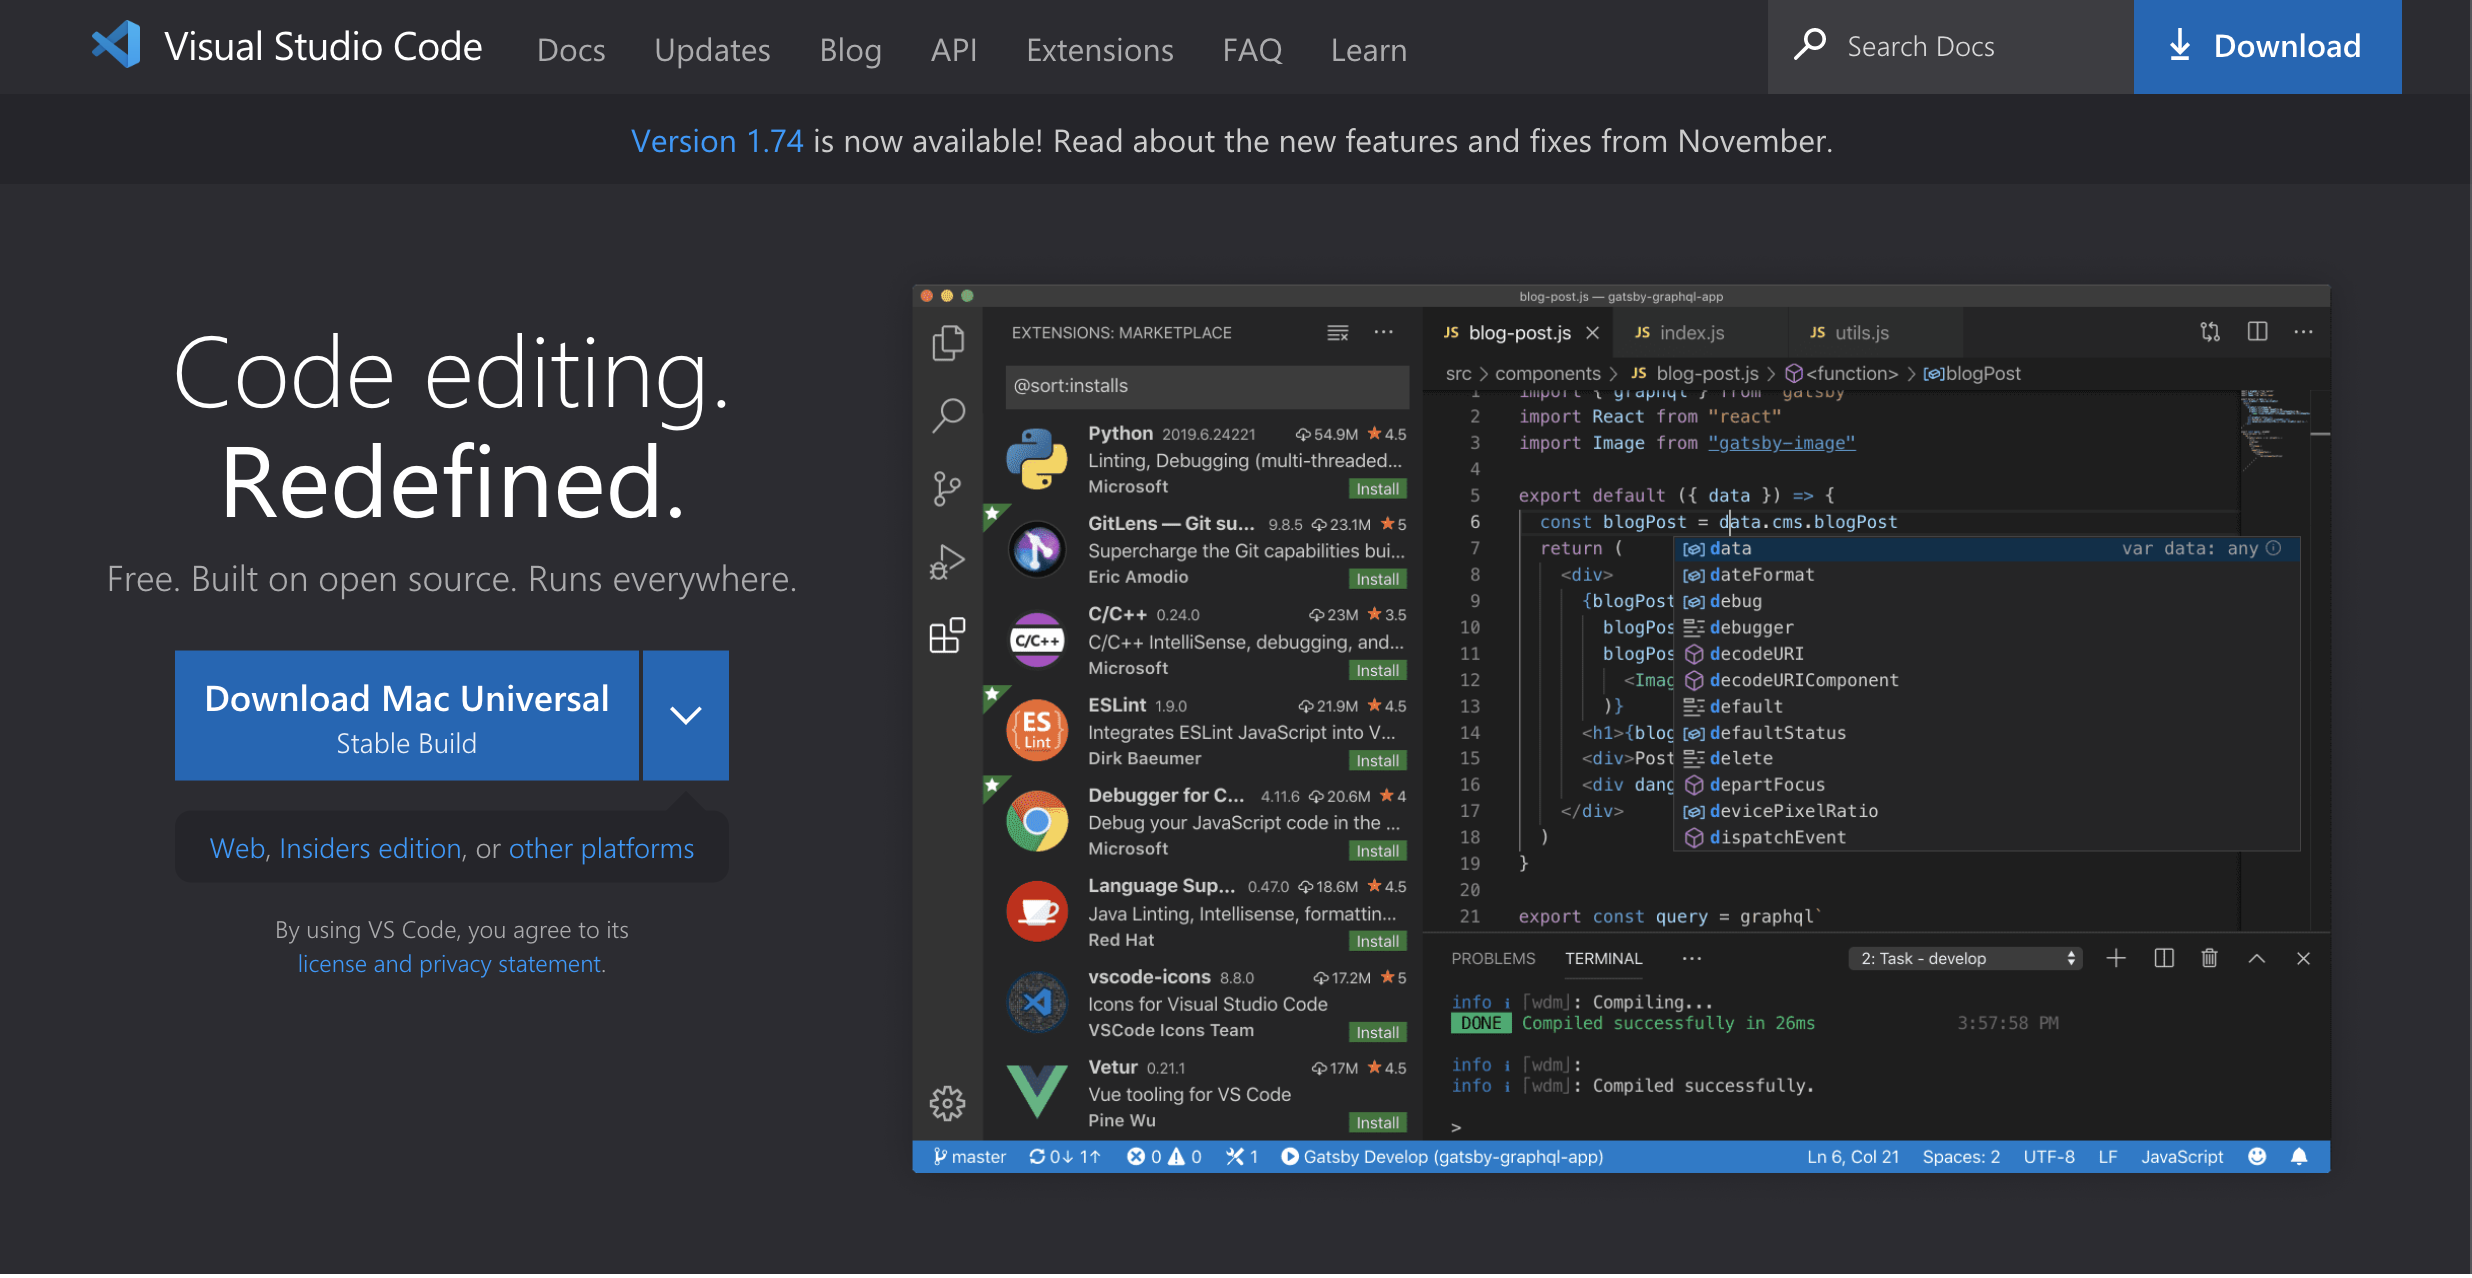 Visual Studio Code Docs Updates Blog API Extensions FAQ Learn Search Docs Download
Version 1.74 is now available! Read about the new features and fixes from November.
Code editing.
Redefined.
Free. Built on open source. Runs everywhere.
Download Mac Universal
Stable Build
Web, Insiders edition, or other platforms
By using VS Code, you agree to its
license and privacy statement.
blog-post.js — gatsby-graphql-app
EXTENSIONS: MARKETPLACE
@sort:installs
Python 2019.6.24221 54.9M 4.5
Linting, Debugging (multi-threaded...
Microsoft Install
GitLens — Git su... 9.8.5 23.1M 5
Supercharge the Git capabilities bui...
Eric Amodio Install
C/C++
C/C++ 0.24.0 23M 3.5
C/C++ IntelliSense, debugging, and...
Microsoft Install
ES
Lint
ESLint 1.9.0 21.9M 4.5
Integrates ESLint JavaScript into V...
Dirk Baeumer Install
Debugger for C... 4.11.6 20.6M 4
Debug your JavaScript code in the ...
Microsoft Install
Language Sup... 0.47.0 18.6M 4.5
Java Linting, Intellisense, formattin...
Red Hat Install
vscode-icons 8.8.0 17.2M 5
Icons for Visual Studio Code
VSCode Icons Team Install
Vetur 0.21.1 17M 4.5
Vue tooling for VS Code
Pine Wu Install
JS blog-post.js JS index.js JS utils.js
src > components > JS blog-post.js > <function> > blogPost
1 import { graphql } from "gatsby"
2 import React from "react"
3 import Image from "gatsby-image"
4
5 export default ({ data }) => {
6 const blogPost = data.cms.blogPost
7 return (
8 <div>
9 {blogPost
10 blogPos
11 blogPos
12 <Imag
13 )}
14 <h1>{blog
15 <div>Post
16 <div dang
17 </div>
18 )
19 }
20
21 export const query = graphql`
data var data: any
dateFormat
debug
debugger
decodeURI
decodeURIComponent
default
defaultStatus
delete
departFocus
devicePixelRatio
dispatchEvent
PROBLEMS TERMINAL ··· 2: Task - develop
info i ｢wdm｣: Compiling...
DONE Compiled successfully in 26ms 3:57:58 PM
info i ｢wdm｣:
info i ｢wdm｣: Compiled successfully.
>
master 0↓ 1↑ 0 0 1 Gatsby Develop (gatsby-graphql-app) Ln 6, Col 21 Spaces: 2 UTF-8 LF JavaScript